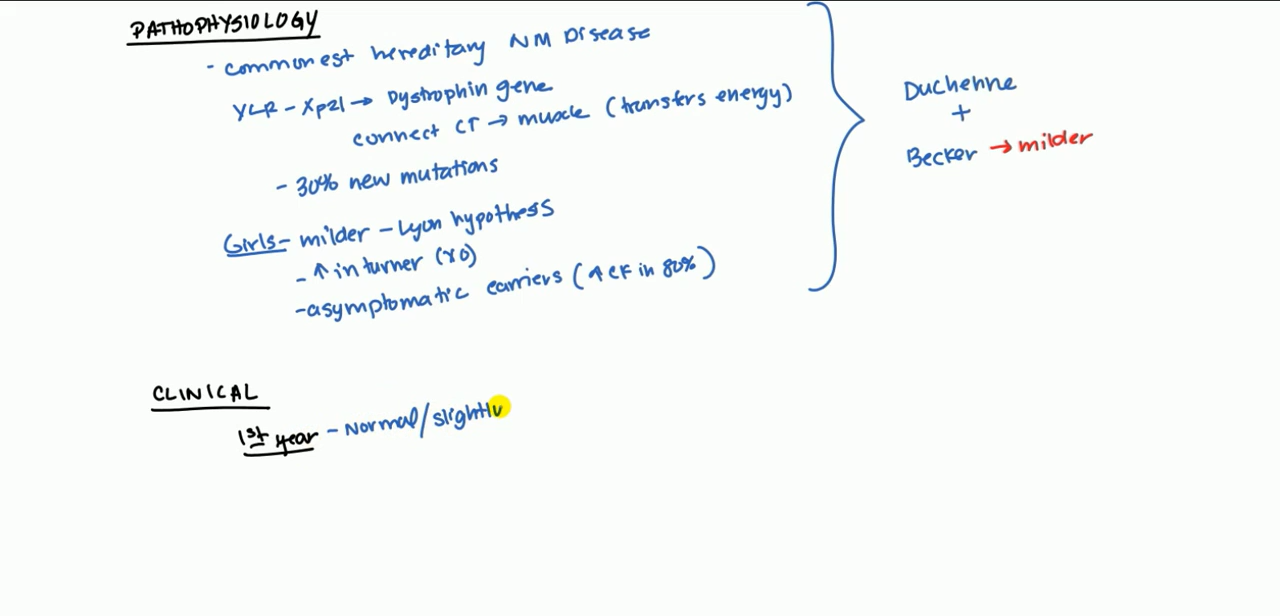 PATHOPHYSIOLOGY
- commonest hereditary NM Disease
XLR - Xp21 → Dystrophin gene
connect CT → muscle (transfers energy)
- 30% new mutations
Girls - milder - Lyon hypothess
- ↑ in turner (XO)
- asymptomatic carriers (↑ CK in 80%)
Duchenne
+
Becker → milder
CLINICAL
1st year - Normal/slightly